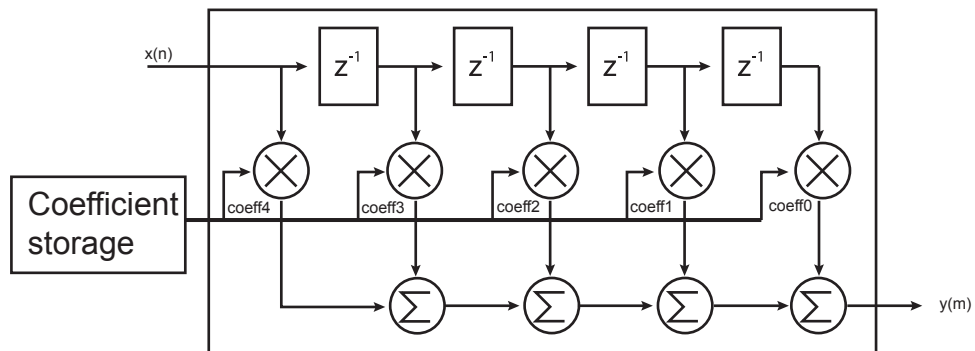 x(n)
z⁻¹ z⁻¹ z⁻¹ z⁻¹
Coefficient
storage
coeff4 coeff3 coeff2 coeff1 coeff0
Σ Σ Σ Σ
y(m)